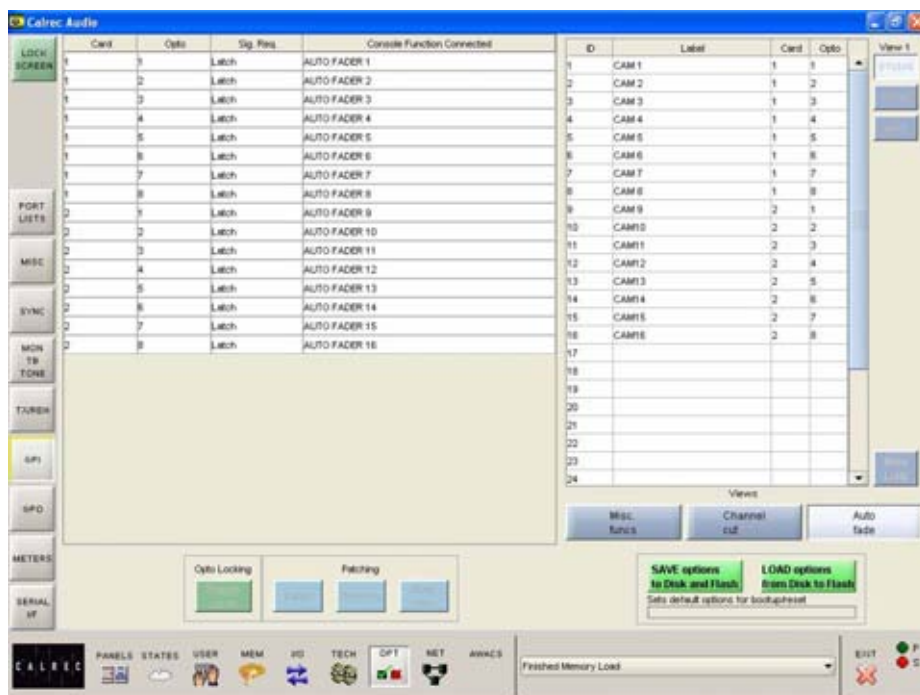 Calrec Audio
LOCK SCREEN
Card Opto Sig. Req. Console Function Connected
1 1 Latch AUTO FADER 1
1 2 Latch AUTO FADER 2
1 3 Latch AUTO FADER 3
1 4 Latch AUTO FADER 4
1 5 Latch AUTO FADER 5
1 6 Latch AUTO FADER 6
1 7 Latch AUTO FADER 7
1 8 Latch AUTO FADER 8
2 1 Latch AUTO FADER 9
2 2 Latch AUTO FADER 10
2 3 Latch AUTO FADER 11
2 4 Latch AUTO FADER 12
2 5 Latch AUTO FADER 13
2 6 Latch AUTO FADER 14
2 7 Latch AUTO FADER 15
2 8 Latch AUTO FADER 16
ID Label Card Opto
1 CAM 1 1 1
2 CAM 2 1 2
3 CAM 3 1 3
4 CAM 4 1 4
5 CAM 5 1 5
6 CAM 6 1 6
7 CAM 7 1 7
8 CAM 8 1 8
9 CAM 9 2 1
10 CAM10 2 2
11 CAM11 2 3
12 CAM12 2 4
13 CAM13 2 5
14 CAM14 2 6
15 CAM15 2 7
16 CAM16 2 8
17
18
19
20
21
22
23
24
View 1
PORT LISTS
MISC
SYNC
MON TB TONE
TX/REH
GPI
GPO
METERS
SERIAL I/F
Views
Misc. funcs
Channel cut
Auto fade
Opto Locking
Patching
SAVE options to Disk and Flash
LOAD options from Disk to Flash
Sets default options for bootup/reset
CALREC
PANELS STATES USER MEM I/O TECH OPT NET AWACS
Finished Memory Load
EXIT
P
S